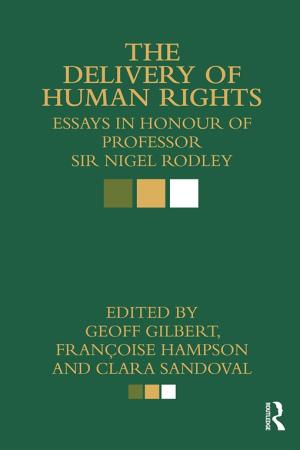 THE
DELIVERY OF
HUMAN RIGHTS
ESSAYS IN HONOUR OF
PROFESSOR
SIR NIGEL RODLEY
EDITED BY
GEOFF GILBERT,
FRANÇOISE HAMPSON
AND CLARA SANDOVAL
ROUTLEDGE